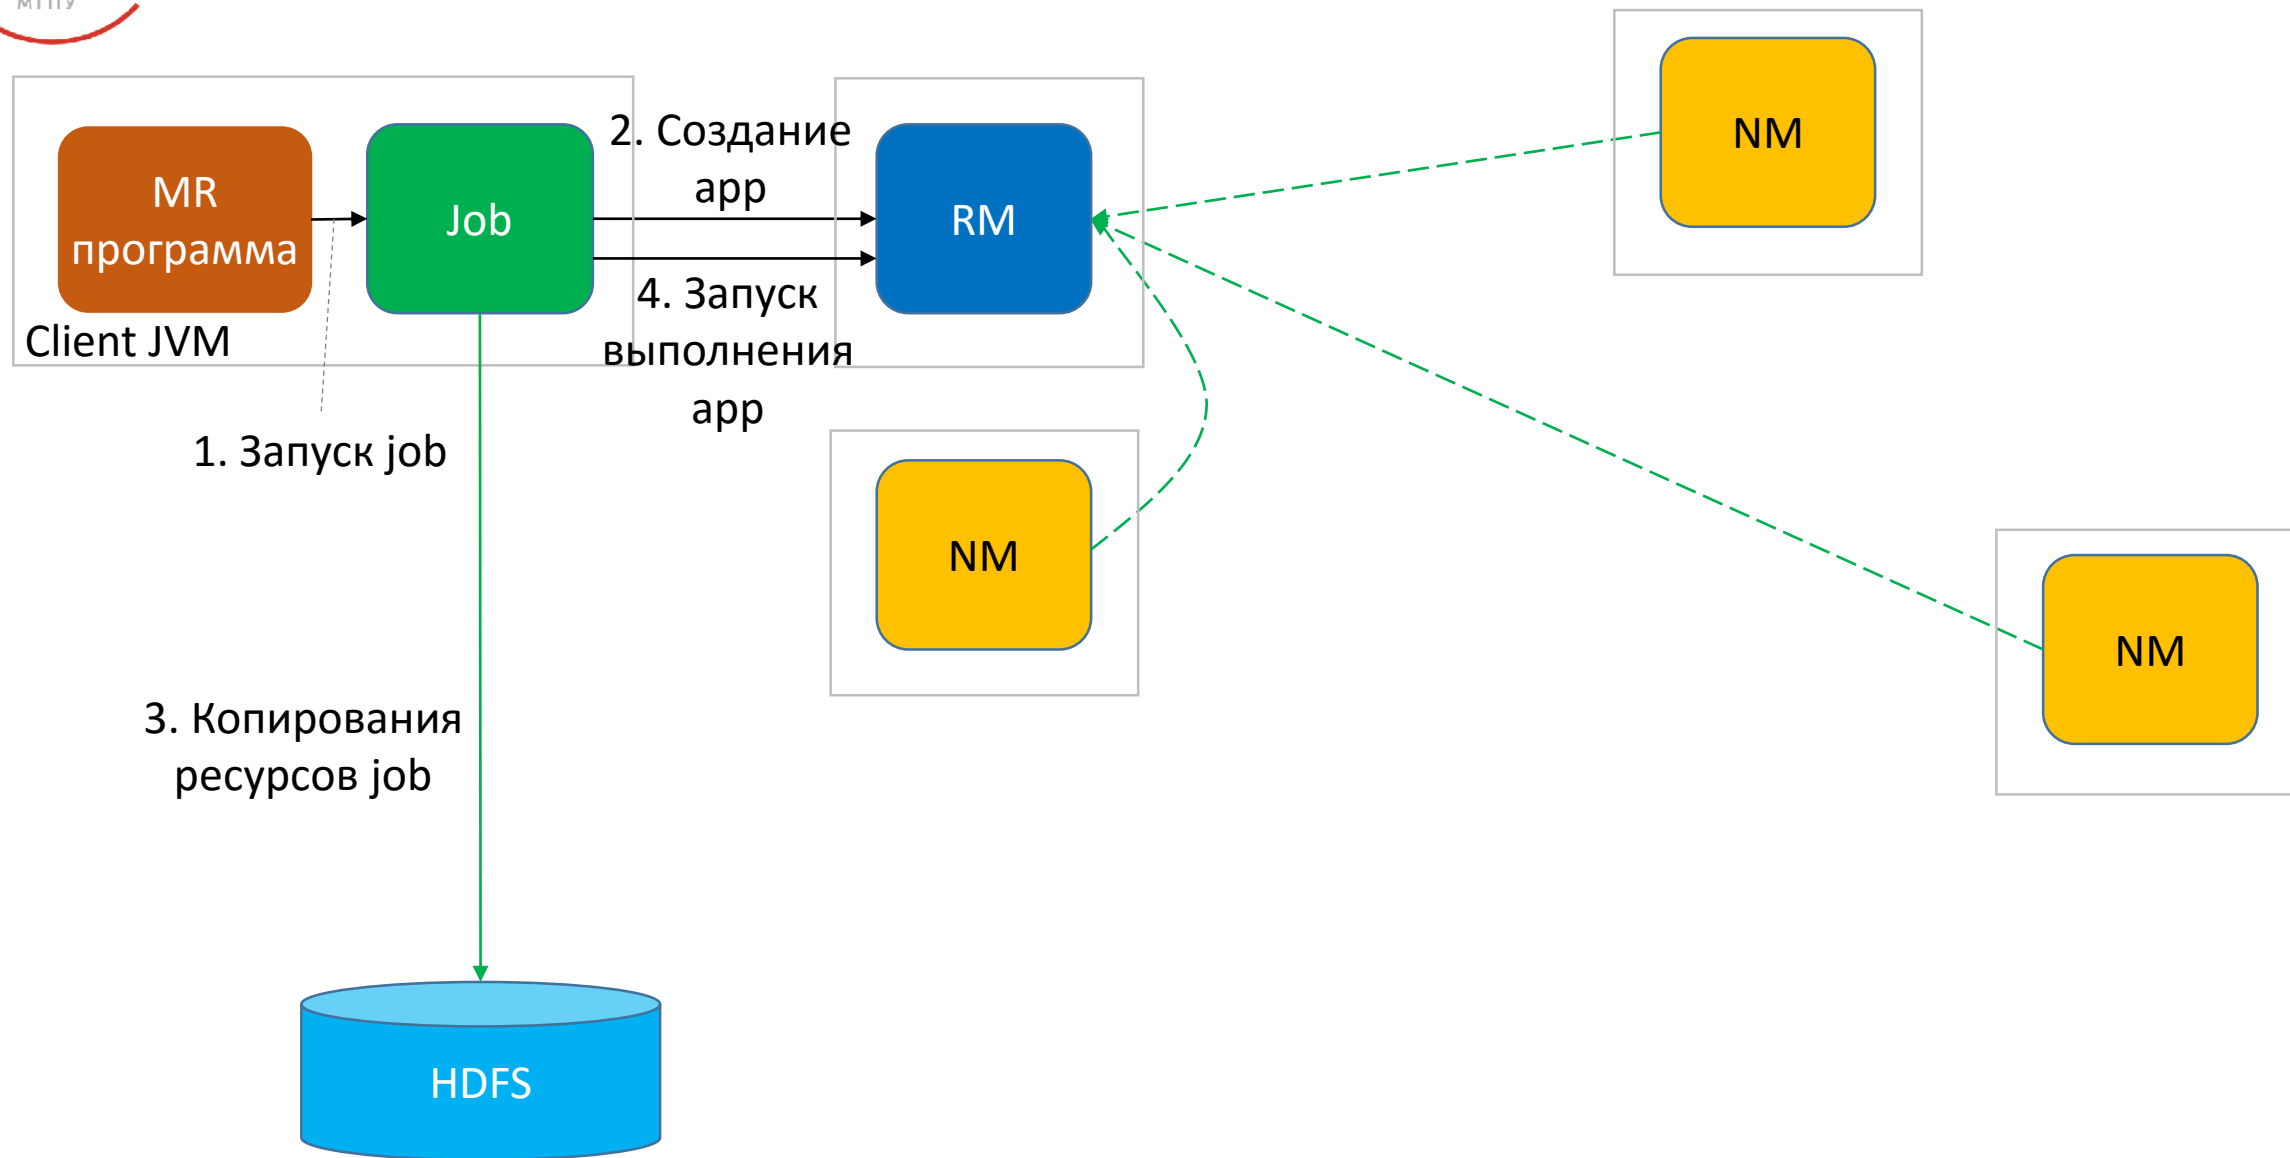 МГППУ
MR
программа
Job
Client JVM
1. Запуск job
2. Создание
app
4. Запуск
выполнения
app
RM
NM
NM
NM
3. Копирования
ресурсов job
HDFS